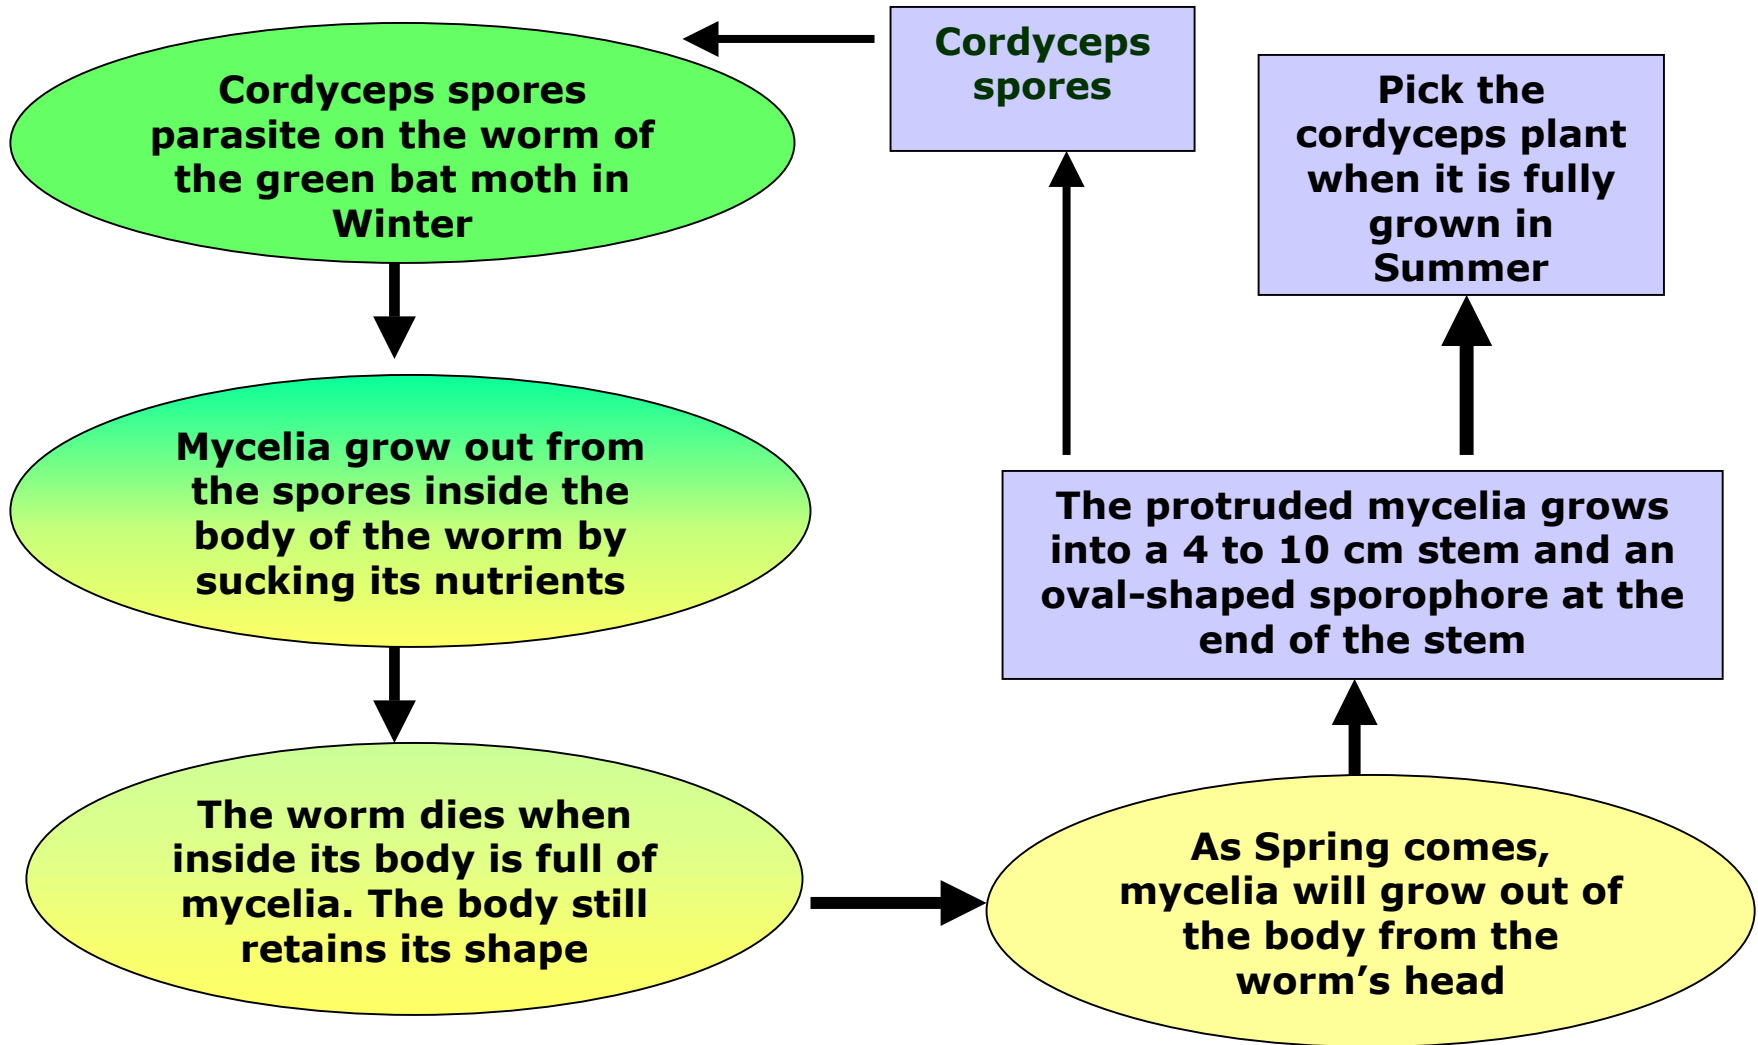 Cordyceps spores
parasite on the worm of
the green bat moth in
Winter
Mycelia grow out from
the spores inside the
body of the worm by
sucking its nutrients
The worm dies when
inside its body is full of
mycelia. The body still
retains its shape
As Spring comes,
mycelia will grow out of
the body from the
worm’s head
The protruded mycelia grows
into a 4 to 10 cm stem and an
oval-shaped sporophore at the
end of the stem
Cordyceps
spores
Pick the
cordyceps plant
when it is fully
grown in
Summer